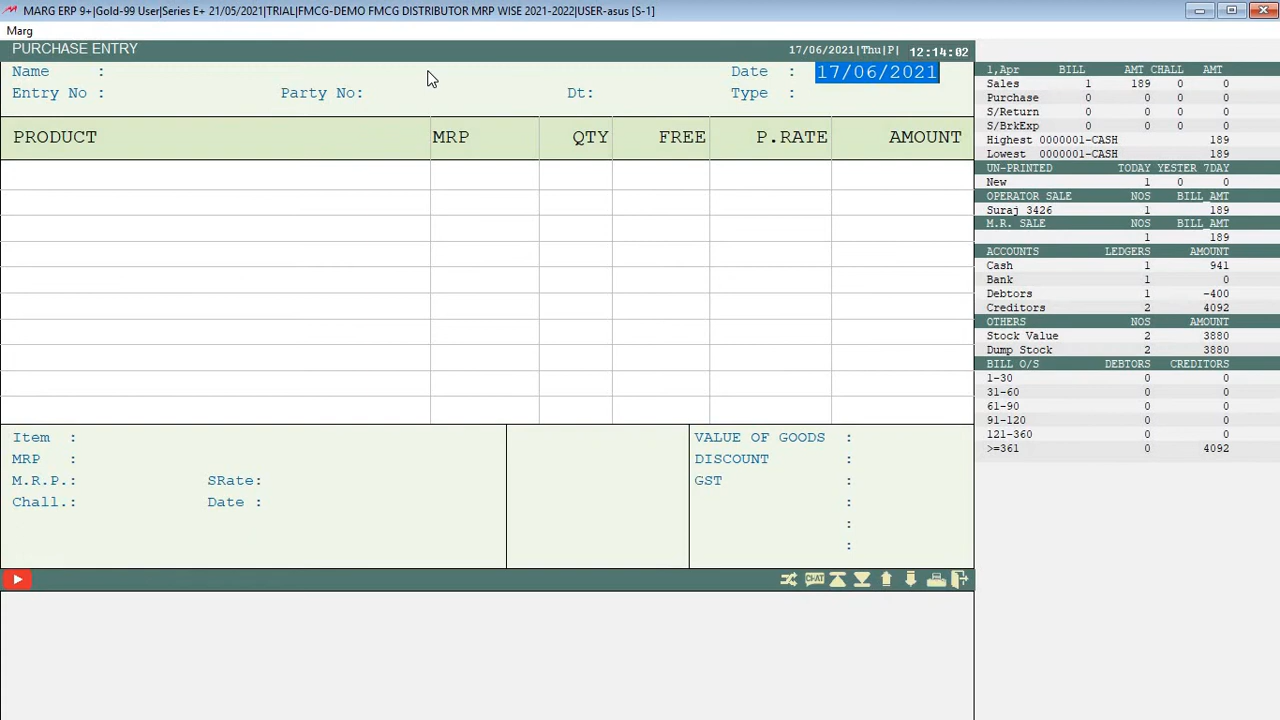 MARG ERP 9+|Gold-99 User|Series E+ 21/05/2021|TRIAL|FMCG-DEMO FMCG DISTRIBUTOR MRP WISE 2021-2022|USER-asus [S-1]
Marg
PURCHASE ENTRY 17/06/2021|Thu|P| 12:14:02
Name : Date : 17/06/2021
Entry No : Party No: Dt: Type :
PRODUCT MRP QTY FREE P.RATE AMOUNT
Item : VALUE OF GOODS :
MRP : DISCOUNT :
M.R.P.: SRate: GST :
Chall.: Date : :
:
:
CHAT
1,Apr BILL AMT CHALL AMT
Sales 1 189 0 0
Purchase 0 0 0 0
S/Return 0 0 0 0
S/BrkExp 0 0 0 0
Highest 0000001-CASH 189
Lowest 0000001-CASH 189
UN-PRINTED TODAY YESTER 7DAY
New 1 0 0
OPERATOR SALE NOS BILL_AMT
Suraj 3426 1 189
M.R. SALE NOS BILL_AMT
1 189
ACCOUNTS LEDGERS AMOUNT
Cash 1 941
Bank 1 0
Debtors 1 -400
Creditors 2 4092
OTHERS NOS AMOUNT
Stock Value 2 3880
Dump Stock 2 3880
BILL O/S DEBTORS CREDITORS
1-30 0 0
31-60 0 0
61-90 0 0
91-120 0 0
121-360 0 0
>=361 0 4092